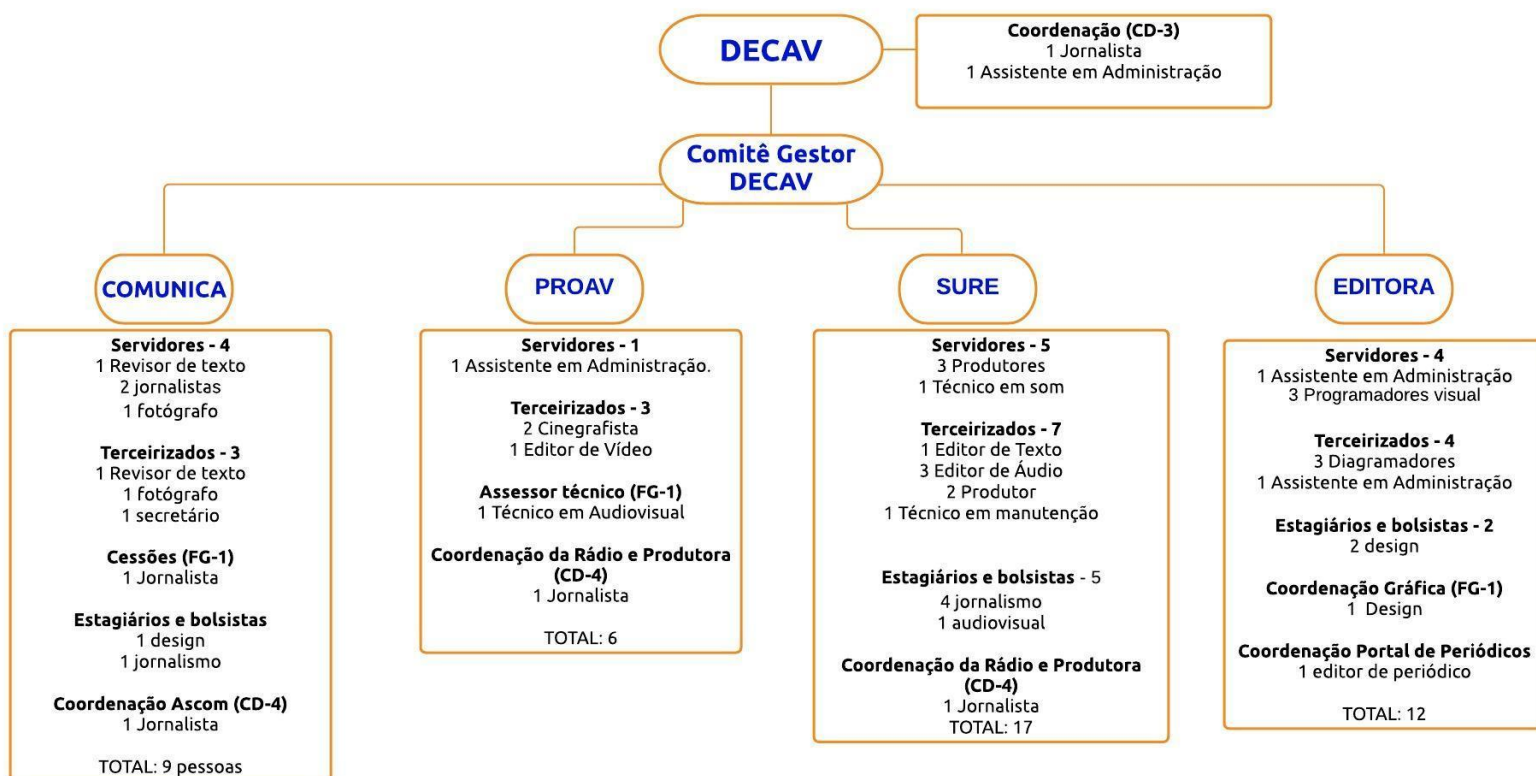 DECAV
Coordenação (CD-3)
1 Jornalista
1 Assistente em Administração
Comitê Gestor
DECAV
COMUNICA
Servidores - 4
1 Revisor de texto
2 jornalistas
1 fotógrafo
Terceirizados - 3
1 Revisor de texto
1 fotógrafo
1 secretário
Cessões (FG-1)
1 Jornalista
Estagiários e bolsistas
1 design
1 jornalismo
Coordenação Ascom (CD-4)
1 Jornalista
TOTAL: 9 pessoas
PROAV
Servidores - 1
1 Assistente em Administração.
Terceirizados - 3
2 Cinegrafista
1 Editor de Vídeo
Assessor técnico (FG-1)
1 Técnico em Audiovisual
Coordenação da Rádio e Produtora
(CD-4)
1 Jornalista
TOTAL: 6
SURE
Servidores - 5
3 Produtores
1 Técnico em som
Terceirizados - 7
1 Editor de Texto
3 Editor de Áudio
2 Produtor
1 Técnico em manutenção
Estagiários e bolsistas - 5
4 jornalismo
1 audiovisual
Coordenação da Rádio e Produtora
(CD-4)
1 Jornalista
TOTAL: 17
EDITORA
Servidores - 4
1 Assistente em Administração
3 Programadores visual
Terceirizados - 4
3 Diagramadores
1 Assistente em Administração
Estagiários e bolsistas - 2
2 design
Coordenação Gráfica (FG-1)
1 Design
Coordenação Portal de Periódicos
1 editor de periódico
TOTAL: 12